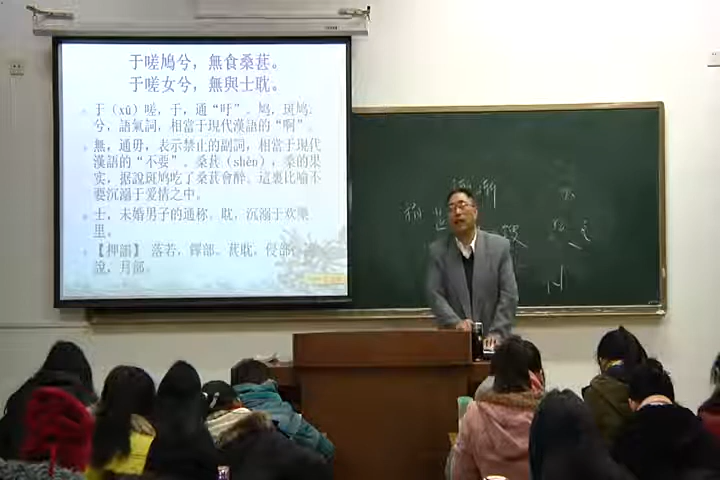 于嗟鳩兮，無食桑葚。
于嗟女兮，無與士耽。
于（xū）嗟，于，通“吁”。鳩，斑鳩。
兮，語氣詞，相當于現代漢語的“啊”。
無，通毋，表示禁止的副詞，相當于現代
漢語的“不要”。桑葚（shèn），桑的果
实，据說斑鳩吃了桑葚會醉。這裏比喻不
要沉溺于爱情之中。
士，未婚男子的通称。耽，沉溺于欢樂
里。
【押韻】落若，鐸部。葚耽，侵部。
說，月部。